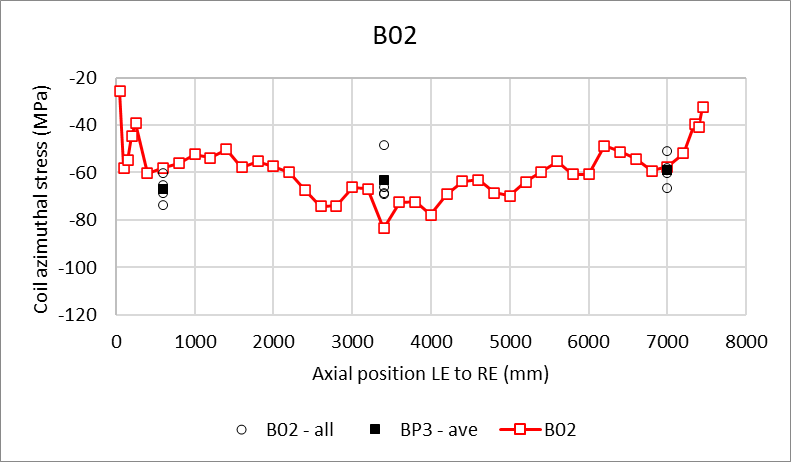 B02
Coil azimuthal stress (MPa)
-20
-40
-60
-80
-100
-120
0 1000 2000 3000 4000 5000 6000 7000 8000
Axial position LE to RE (mm)
B02 - all BP3 - ave B02